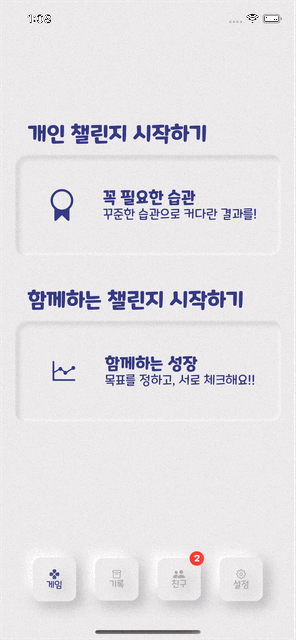 1:08
개인 챌린지 시작하기
꼭 필요한 습관
꾸준한 습관으로 커다란 결과를!
함께하는 챌린지 시작하기
함께하는 성장
목표를 정하고, 서로 체크해요!!
2
게임
기록
친구
설정